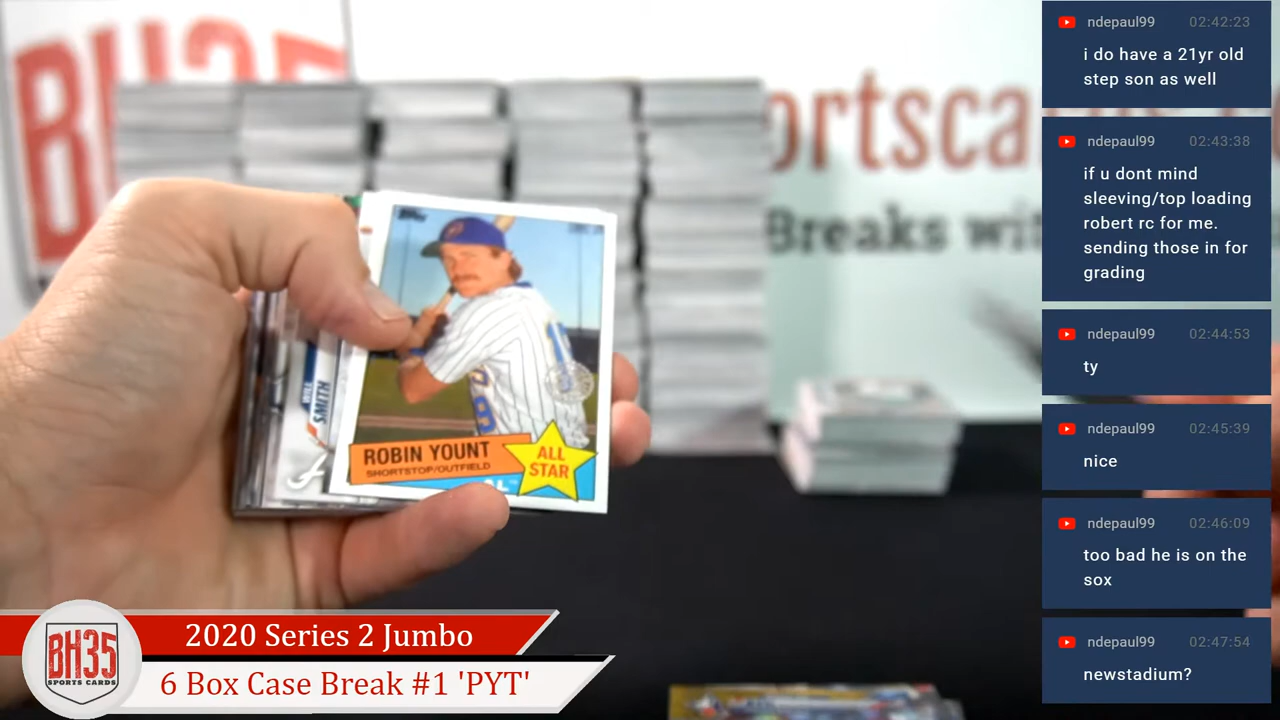 BH35
ortsca
Breaks wi
Topps
SMITH
ROBIN YOUNT
SHORTSTOP/OUTFIELD
ALL
STAR
2020 Series 2 Jumbo
6 Box Case Break #1 'PYT'
BH35
SPORTS CARDS
ndepaul99 02:42:23
i do have a 21yr old
step son as well
ndepaul99 02:43:38
if u dont mind
sleeving/top loading
robert rc for me.
sending those in for
grading
ndepaul99 02:44:53
ty
ndepaul99 02:45:39
nice
ndepaul99 02:46:09
too bad he is on the
sox
ndepaul99 02:47:54
newstadium?